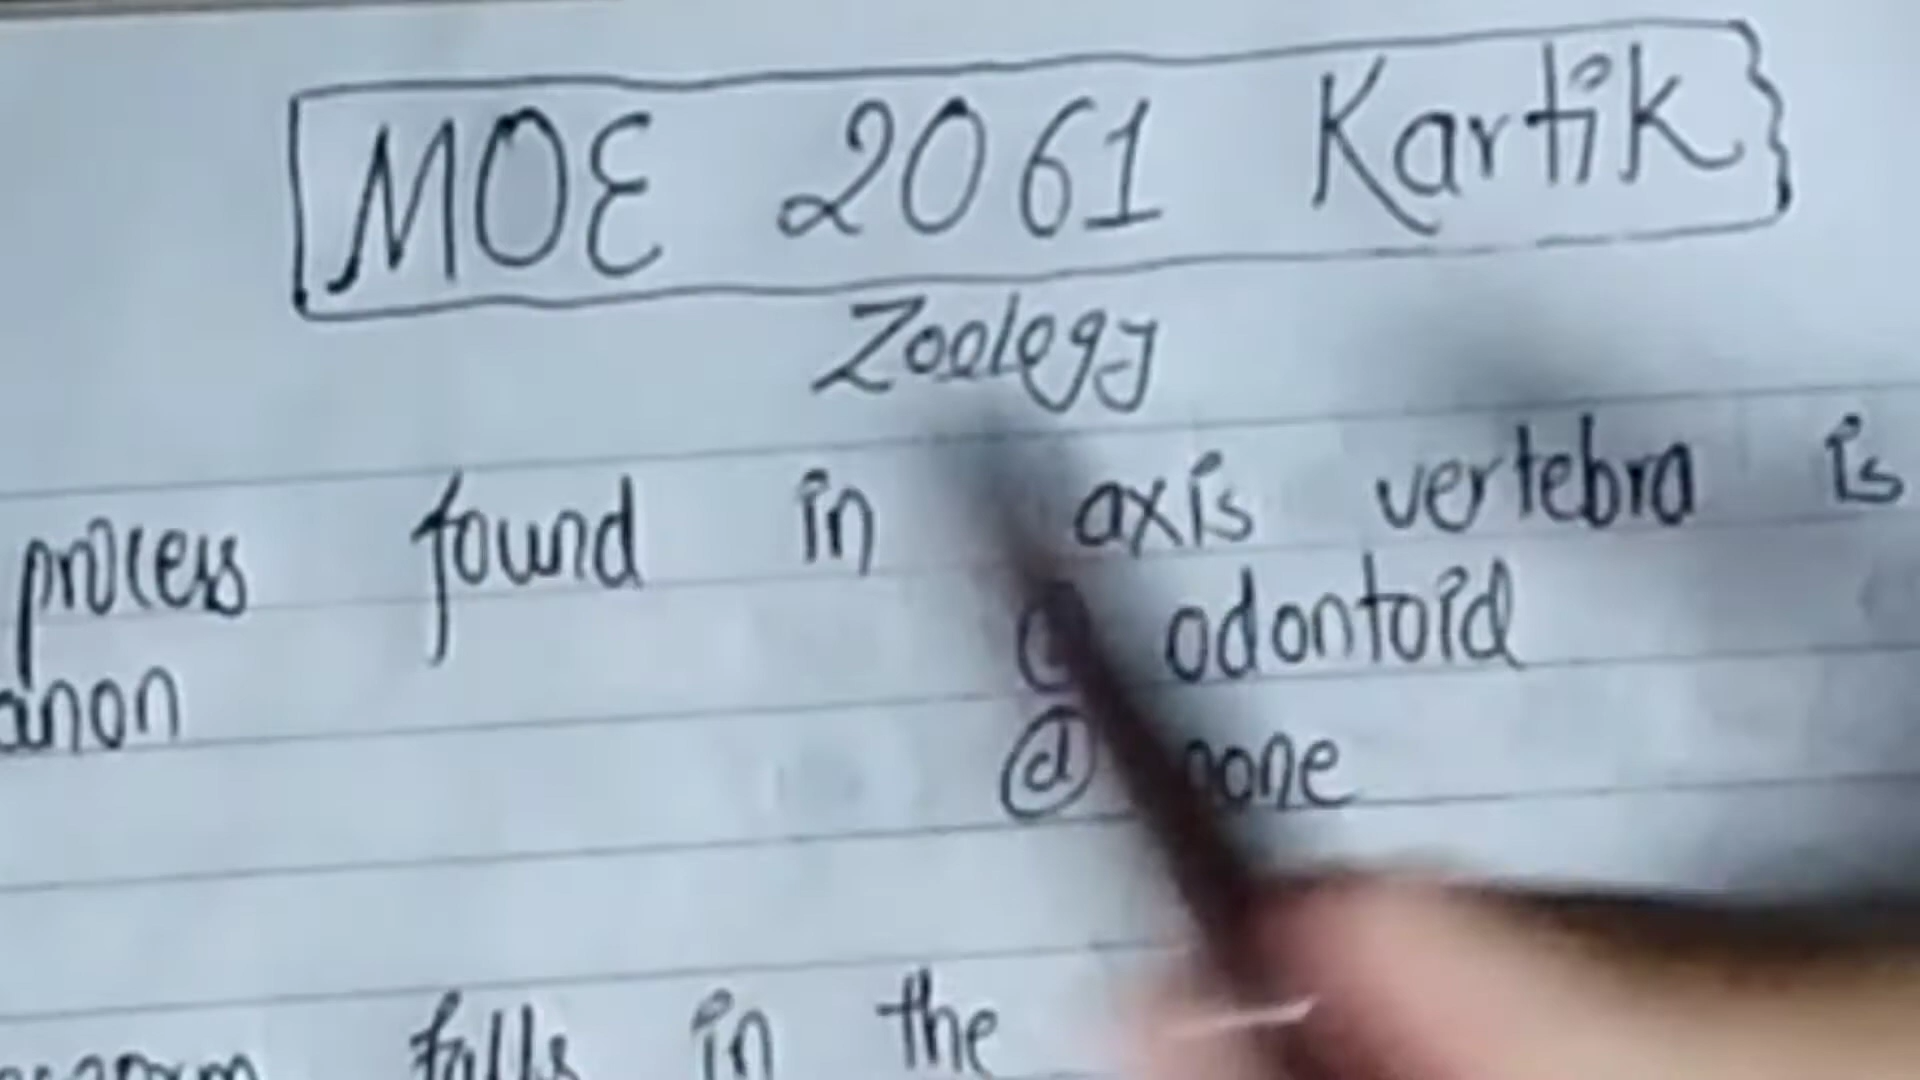 MOE 2061 Kartik
Zoology
process found in axis vertebra is
anon
odontoid
d none
falls in the